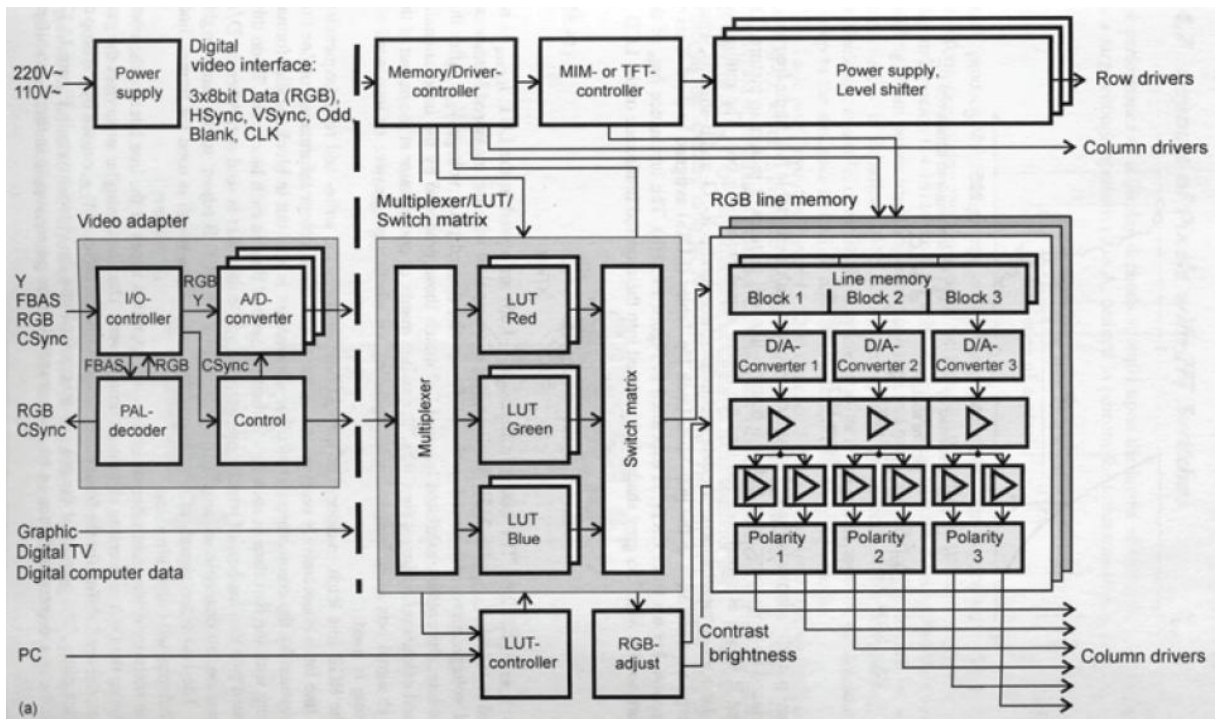 220V~
110V~
Power
supply
Digital
video interface:
3x8bit Data (RGB),
HSync, VSync, Odd
Blank, CLK
Memory/Driver-
controller
MIM- or TFT-
controller
Power supply,
Level shifter
Row drivers
Column drivers
Multiplexer/LUT/
Switch matrix
RGB line memory
Video adapter
Y
FBAS
RGB
CSync
I/O-
controller
RGB
Y
A/D-
converter
FBAS
RGB
CSync
RGB
CSync
PAL-
decoder
Control
Multiplexer
LUT
Red
LUT
Green
LUT
Blue
Switch matrix
Line memory
Block 1
Block 2
Block 3
D/A-
Converter 1
D/A-
Converter 2
D/A-
Converter 3
Polarity
1
Polarity
2
Polarity
3
Graphic
Digital TV
Digital computer data
PC
LUT-
controller
RGB-
adjust
Contrast
brightness
Column drivers
(a)